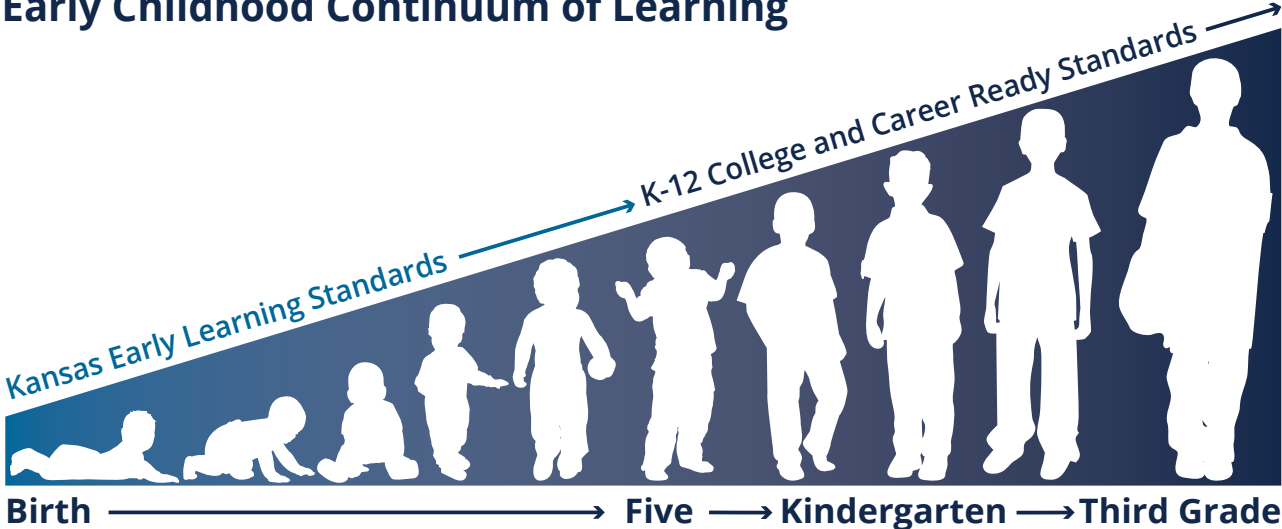 Early Childhood Continuum of Learning
Kansas Early Learning Standards
K-12 College and Career Ready Standards
Birth Five Kindergarten Third Grade